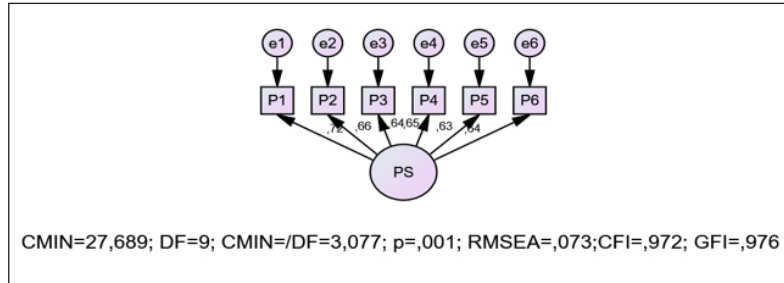 e1 e2 e3 e4 e5 e6
P1 P2 P3 P4 P5 P6
,72 ,66 ,64 ,65 ,63 ,64
PS
CMIN=27,689; DF=9; CMIN=/DF=3,077; p=,001; RMSEA=,073;CFI=,972; GFI=,976